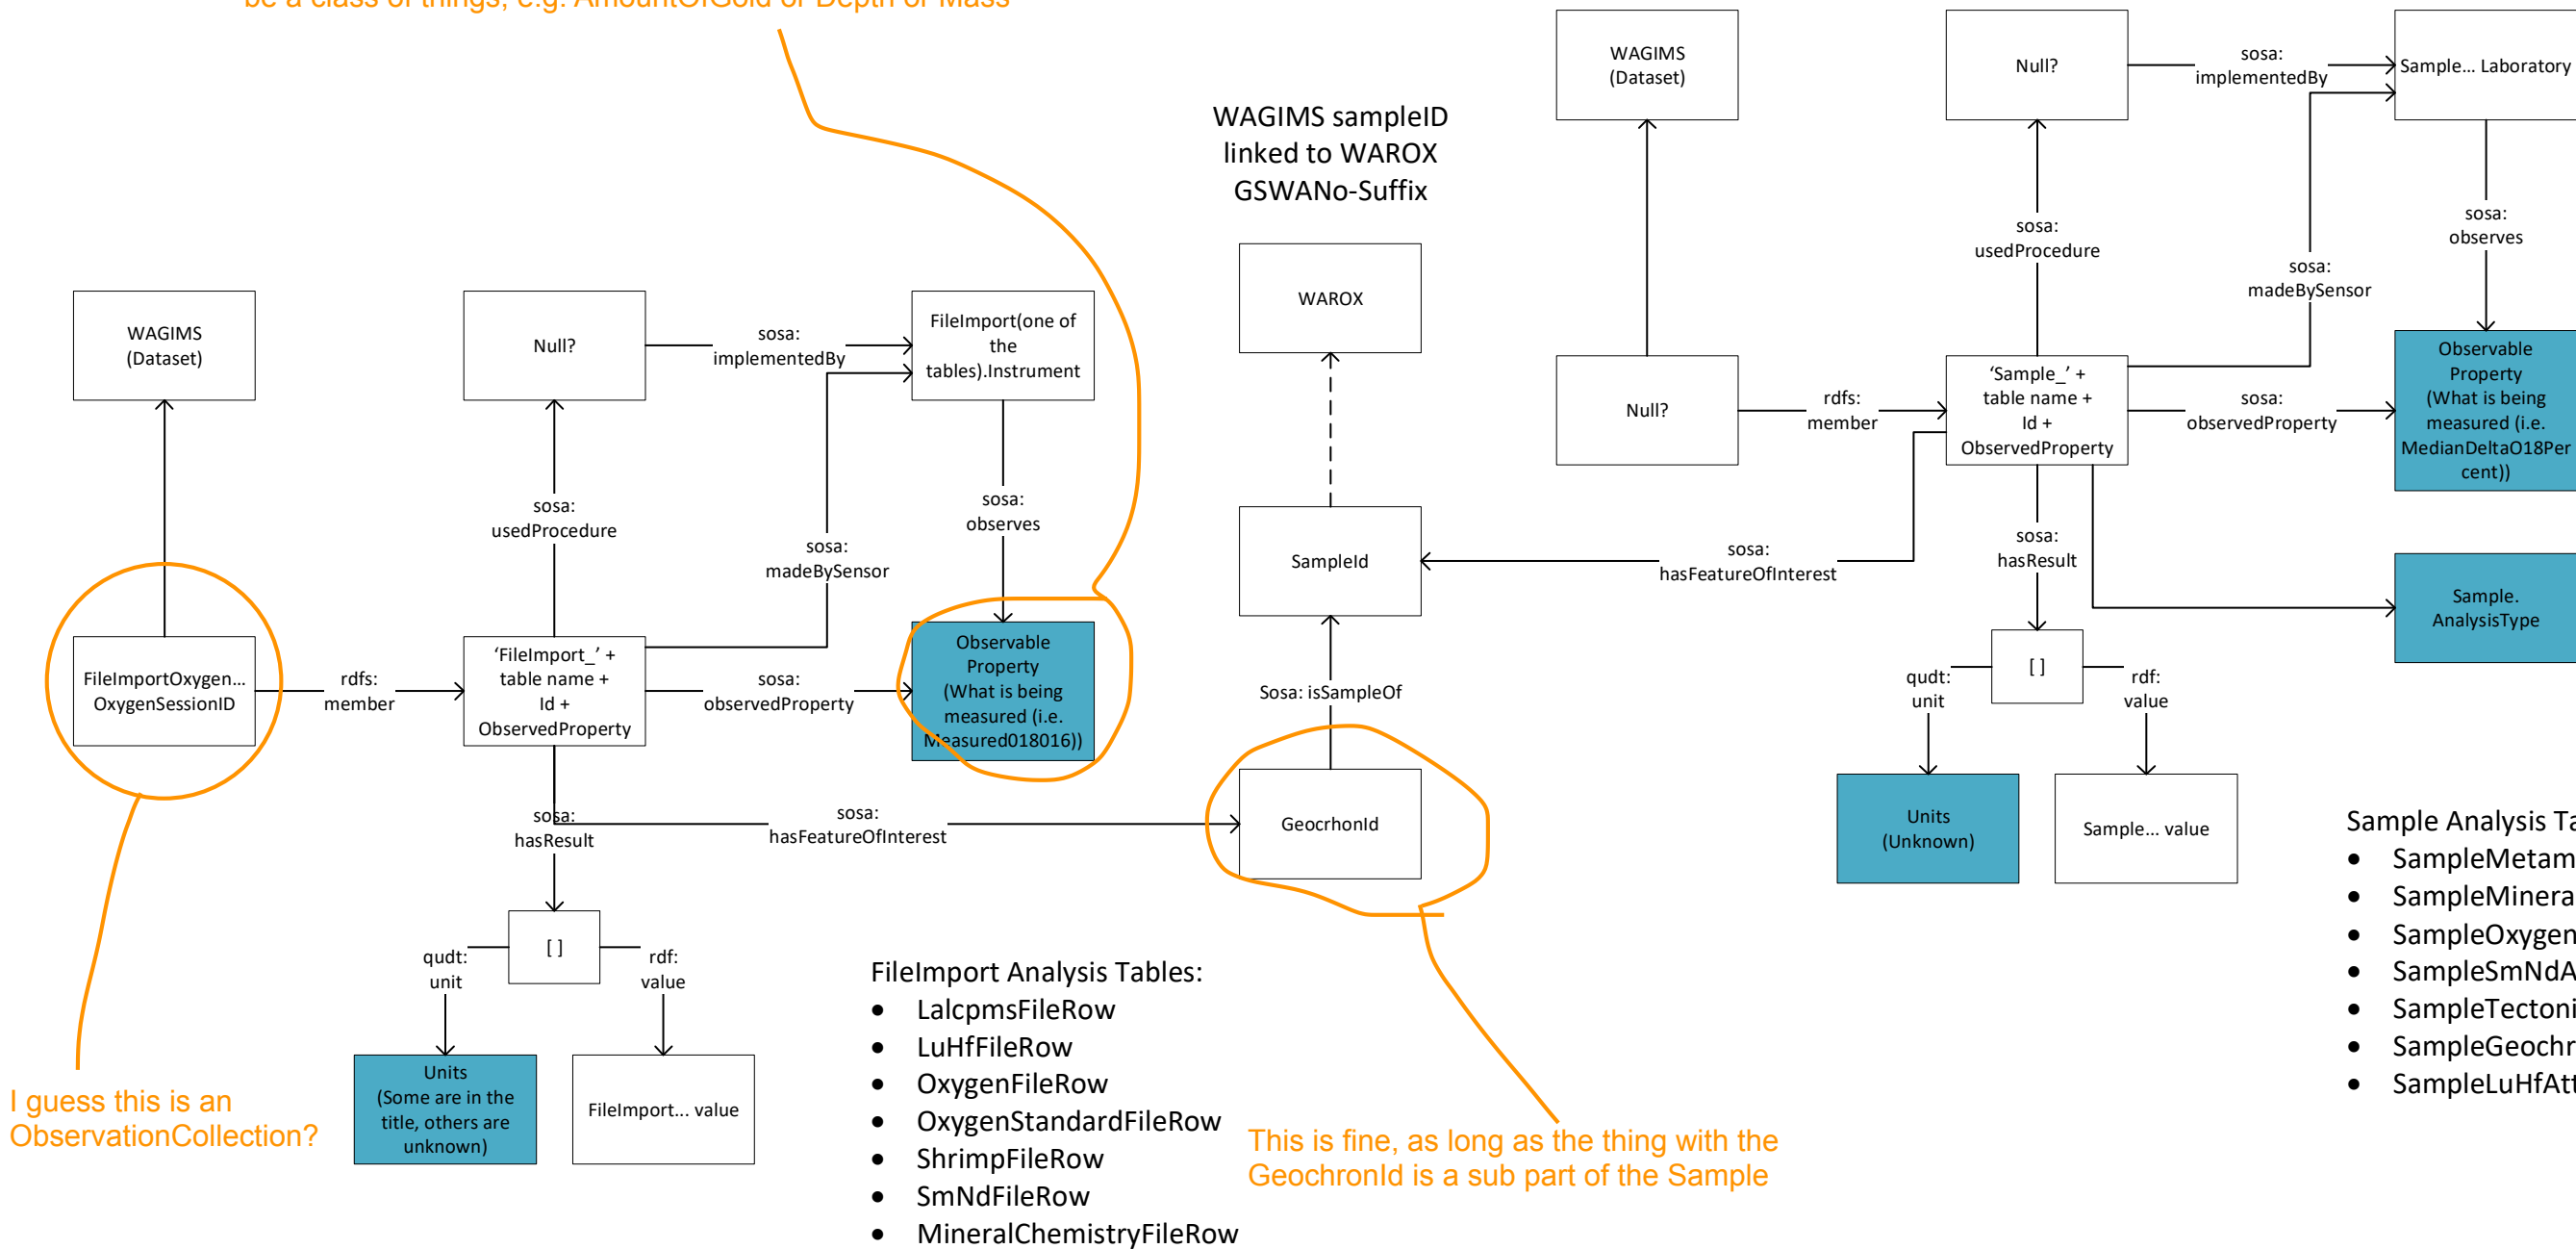 be a class of things, e.g. AmountOfGold or Depth or Mass
WAGIMS
(Dataset)
Null?
sosa:
implementedBy
Sample... Laboratory
WAGIMS sampleID
linked to WAROX
GSWANo-Suffix
sosa:
usedProcedure
sosa:
observes
sosa:
madeBySensor
WAROX
WAGIMS
(Dataset)
Null?
sosa:
implementedBy
FileImport(one of
the
tables).Instrument
Null?
rdfs:
member
‘Sample_’ +
table name +
Id +
ObservedProperty
sosa:
observedProperty
Observable
Property
(What is being
measured (i.e.
MedianDeltaO18Per
cent))
sosa:
usedProcedure
sosa:
observes
sosa:
madeBySensor
SampleId
sosa:
hasFeatureOfInterest
sosa:
hasResult
Sample.
AnalysisType
FileImportOxygen...
OxygenSessionID
rdfs:
member
‘FileImport_’ +
table name +
Id +
ObservedProperty
sosa:
observedProperty
Observable
Property
(What is being
measured (i.e.
Measured018016))
Sosa: isSampleOf
[ ]
qudt:
unit
rdf:
value
sosa:
hasResult
sosa:
hasFeatureOfInterest
GeocrhonId
Units
(Unknown)
Sample... value
Sample Analysis Ta
• SampleMetam
• SampleMinera
• SampleOxygen
• SampleSmNdA
• SampleTectoni
• SampleGeochr
• SampleLuHfAtt
[ ]
qudt:
unit
rdf:
value
Units
(Some are in the
title, others are
unknown)
FileImport... value
FileImport Analysis Tables:
• LalcpmsFileRow
• LuHfFileRow
• OxygenFileRow
• OxygenStandardFileRow
• ShrimpFileRow
• SmNdFileRow
• MineralChemistryFileRow
I guess this is an
ObservationCollection?
This is fine, as long as the thing with the
GeochronId is a sub part of the Sample